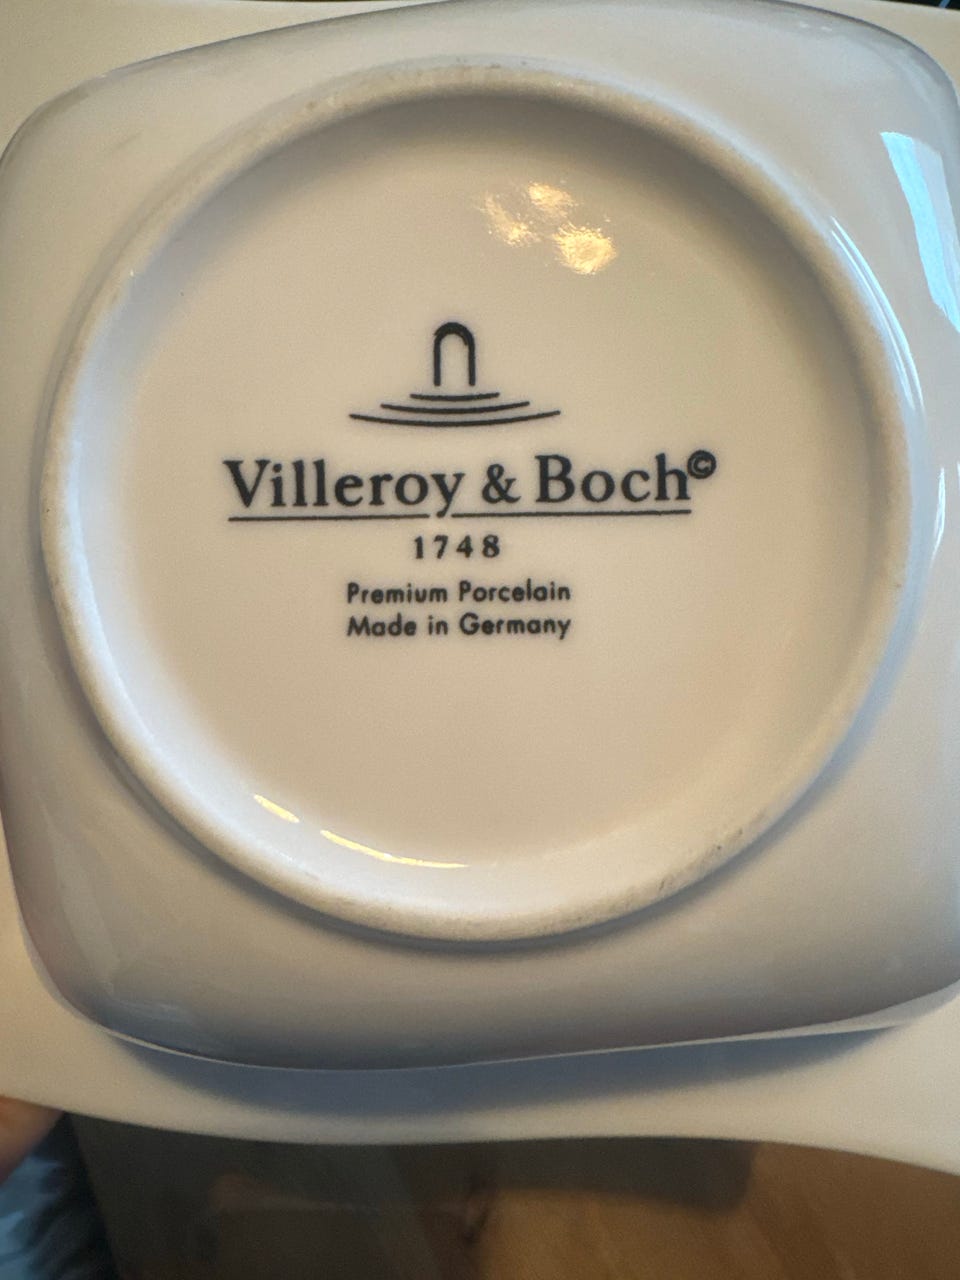 Villeroy & Boch©
1748
Premium Porcelain
Made in Germany